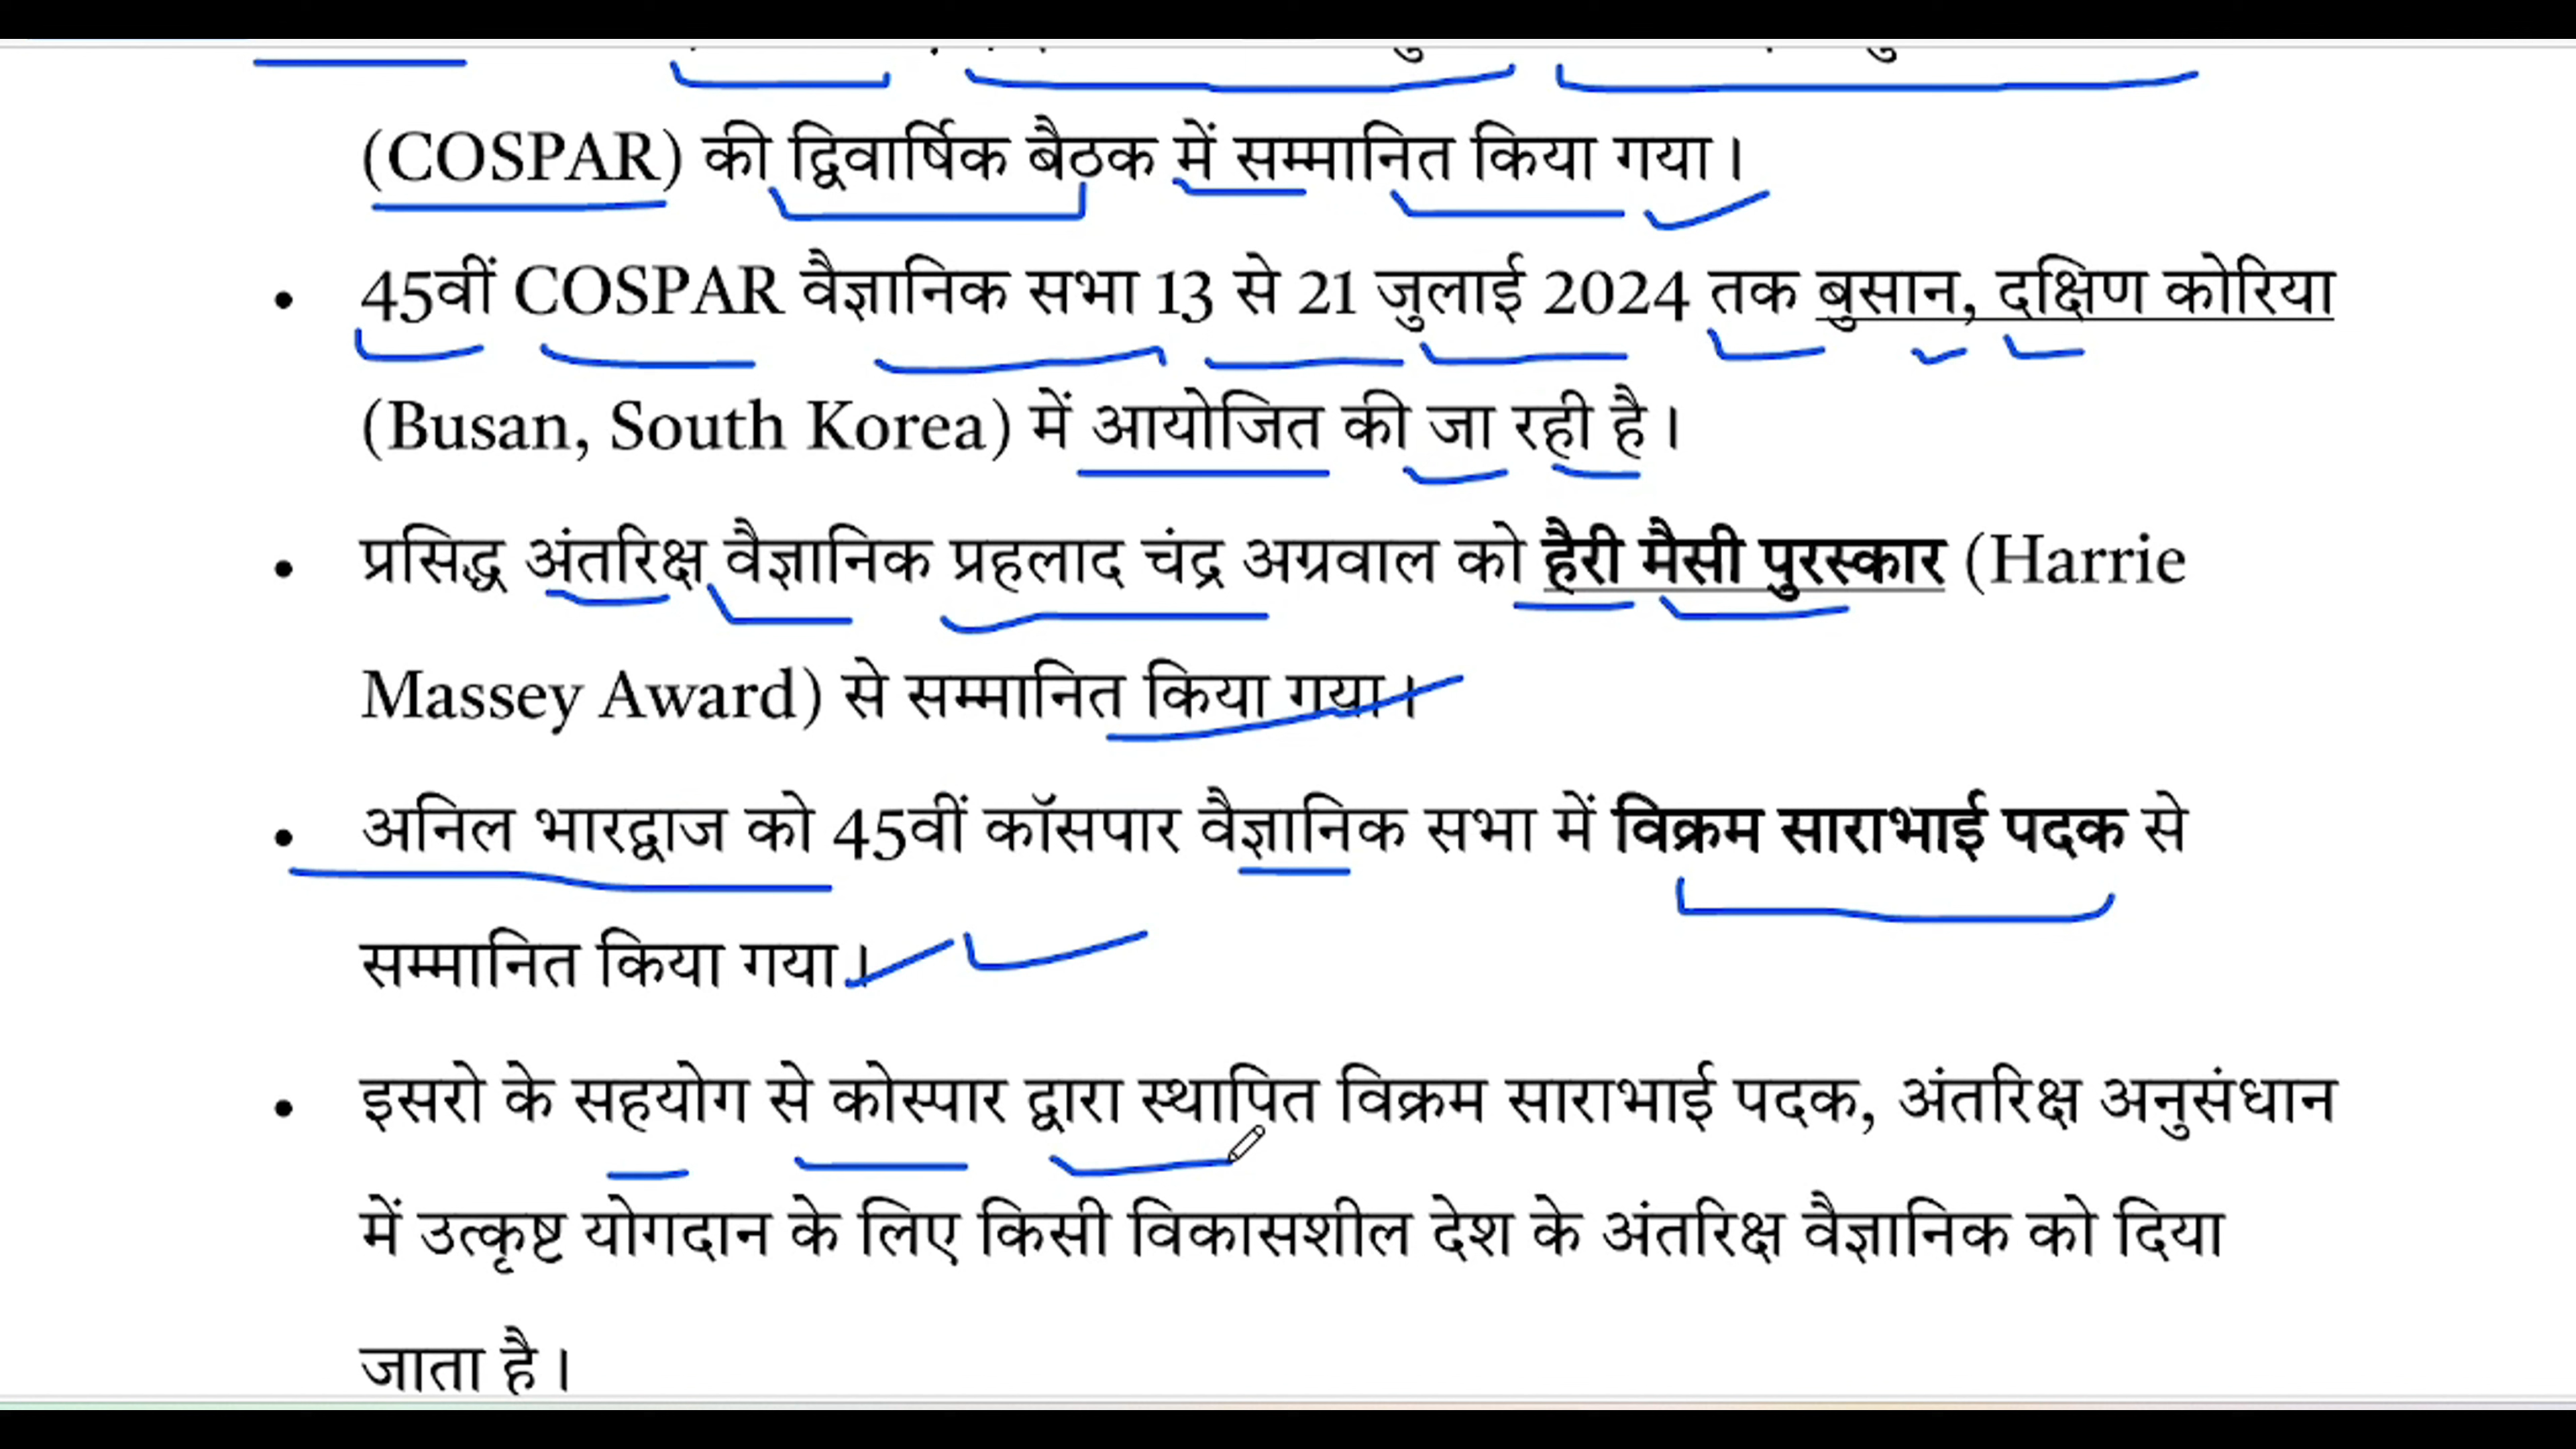 (COSPAR) की द्विवार्षिक बैठक में सम्मानित किया गया।
• 45वीं COSPAR वैज्ञानिक सभा 13 से 21 जुलाई 2024 तक बुसान, दक्षिण कोरिया
(Busan, South Korea) में आयोजित की जा रही है।
• प्रसिद्ध अंतरिक्ष वैज्ञानिक प्रहलाद चंद्र अग्रवाल को हैरी मैसी पुरस्कार (Harrie
Massey Award) से सम्मानित किया गया।
• अनिल भारद्वाज को 45वीं कॉसपार वैज्ञानिक सभा में विक्रम साराभाई पदक से
सम्मानित किया गया।
• इसरो के सहयोग से कोस्पार द्वारा स्थापित विक्रम साराभाई पदक, अंतरिक्ष अनुसंधान
में उत्कृष्ट योगदान के लिए किसी विकासशील देश के अंतरिक्ष वैज्ञानिक को दिया
जाता है।